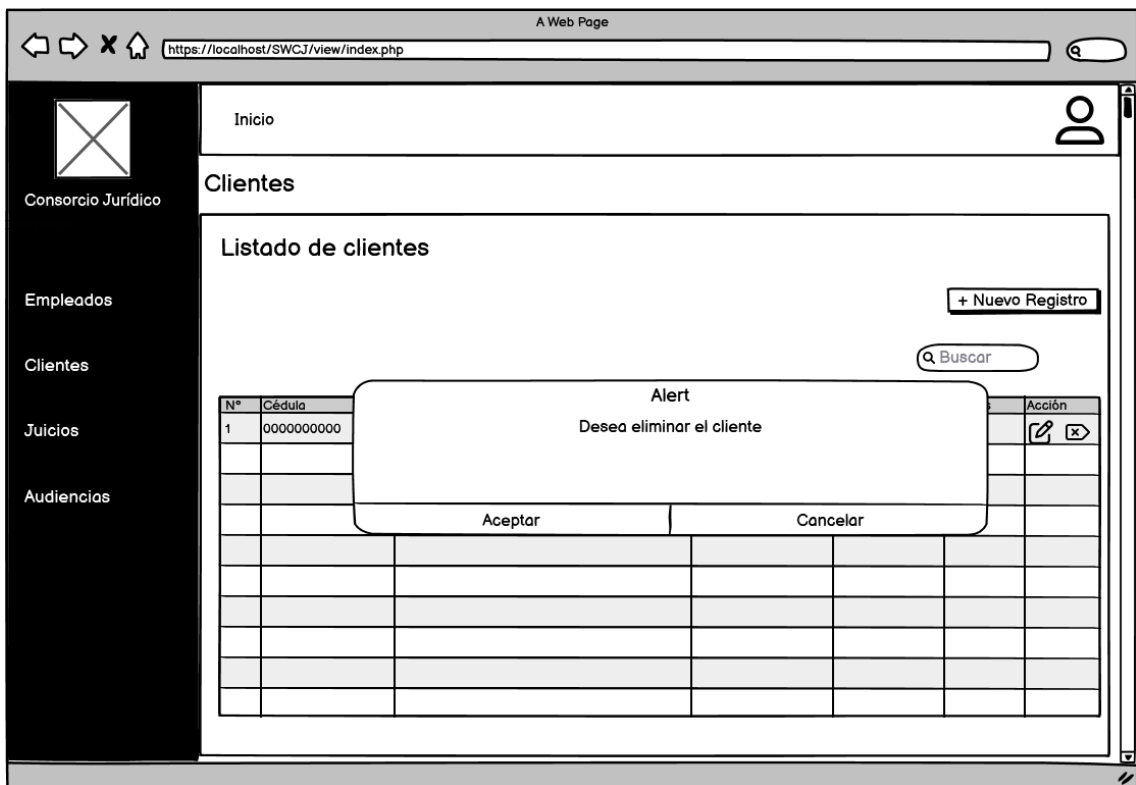 A Web Page
https://localhost/SWCJ/view/index.php
Inicio
Consorcio Jurídico
Clientes
Listado de clientes
Empleados
+ Nuevo Registro
Clientes
Buscar
Alert
Nº Cédula Acción
1 0000000000
Desea eliminar el cliente
Juicios
Audiencias
Aceptar Cancelar